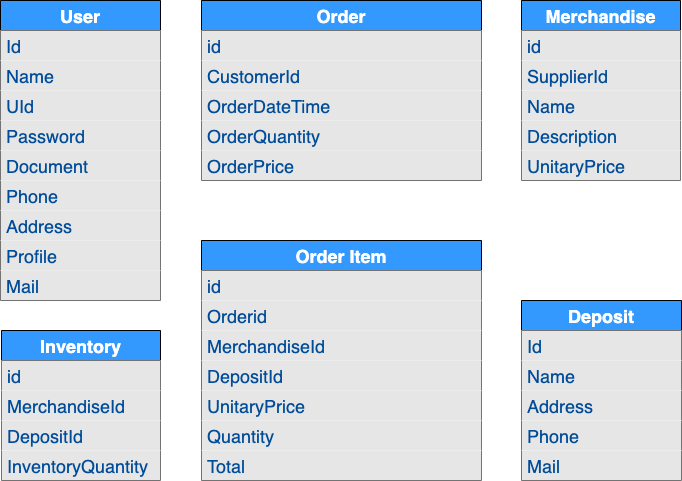 User
Id
Name
UId
Password
Document
Phone
Address
Profile
Mail
Order
id
CustomerId
OrderDateTime
OrderQuantity
OrderPrice
Merchandise
id
SupplierId
Name
Description
UnitaryPrice
Inventory
id
MerchandiseId
DepositId
InventoryQuantity
Order Item
id
Orderid
MerchandiseId
DepositId
UnitaryPrice
Quantity
Total
Deposit
Id
Name
Address
Phone
Mail